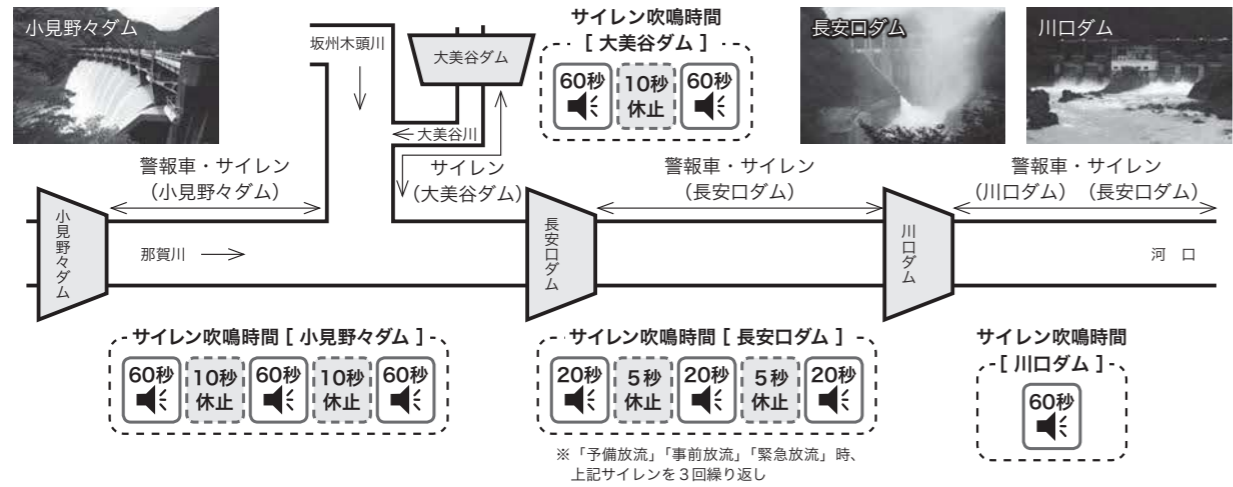 小見野々ダム
坂州木頭川
大美谷ダム
サイレン吹鳴時間
[ 大美谷ダム ]
60秒
10秒
休止
60秒
長安口ダム
川口ダム
大美谷川
警報車・サイレン
(小見野々ダム)
サイレン
(大美谷ダム)
警報車・サイレン
(長安口ダム)
警報車・サイレン
(川口ダム) (長安口ダム)
小見野々ダム
那賀川
長安口ダム
川口ダム
河 口
サイレン吹鳴時間 [ 小見野々ダム ]
60秒
10秒
休止
60秒
10秒
休止
60秒
サイレン吹鳴時間 [ 長安口ダム ]
20秒
5秒
休止
20秒
5秒
休止
20秒
※「予備放流」「事前放流」「緊急放流」時、
上記サイレンを3回繰り返し
サイレン吹鳴時間
[ 川口ダム ]
60秒